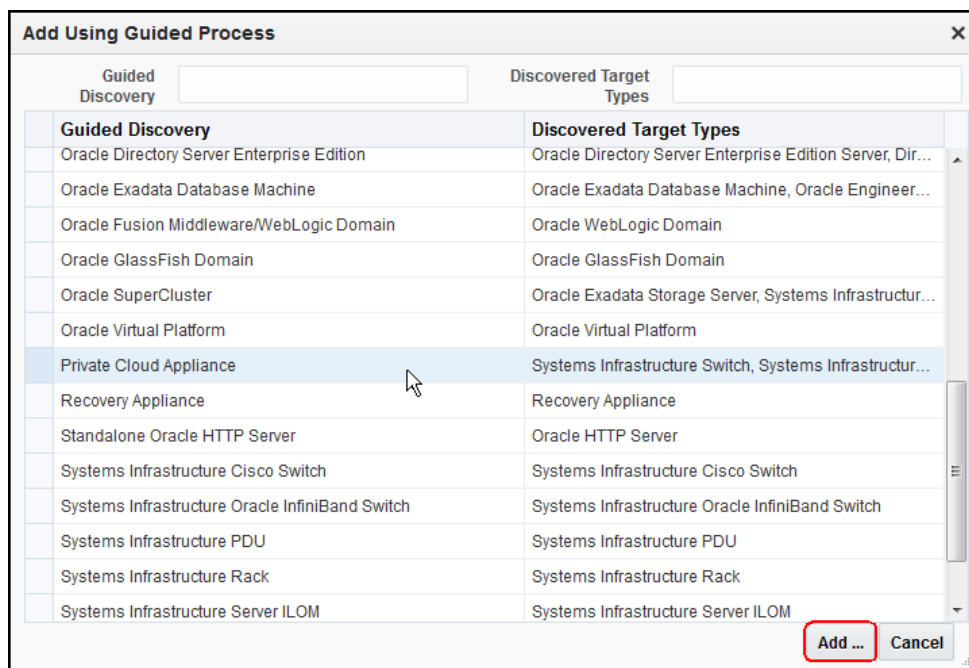 Add Using Guided Process
Guided Discovery
Discovered Target Types
Guided Discovery Discovered Target Types
Oracle Directory Server Enterprise Edition Oracle Directory Server Enterprise Edition Server, Dir...
Oracle Exadata Database Machine Oracle Exadata Database Machine, Oracle Engineer...
Oracle Fusion Middleware/WebLogic Domain Oracle WebLogic Domain
Oracle GlassFish Domain Oracle GlassFish Domain
Oracle SuperCluster Oracle Exadata Storage Server, Systems Infrastructur...
Oracle Virtual Platform Oracle Virtual Platform
Private Cloud Appliance Systems Infrastructure Switch, Systems Infrastructur...
Recovery Appliance Recovery Appliance
Standalone Oracle HTTP Server Oracle HTTP Server
Systems Infrastructure Cisco Switch Systems Infrastructure Cisco Switch
Systems Infrastructure Oracle InfiniBand Switch Systems Infrastructure Oracle InfiniBand Switch
Systems Infrastructure PDU Systems Infrastructure PDU
Systems Infrastructure Rack Systems Infrastructure Rack
Systems Infrastructure Server ILOM Systems Infrastructure Server ILOM
Add ... Cancel